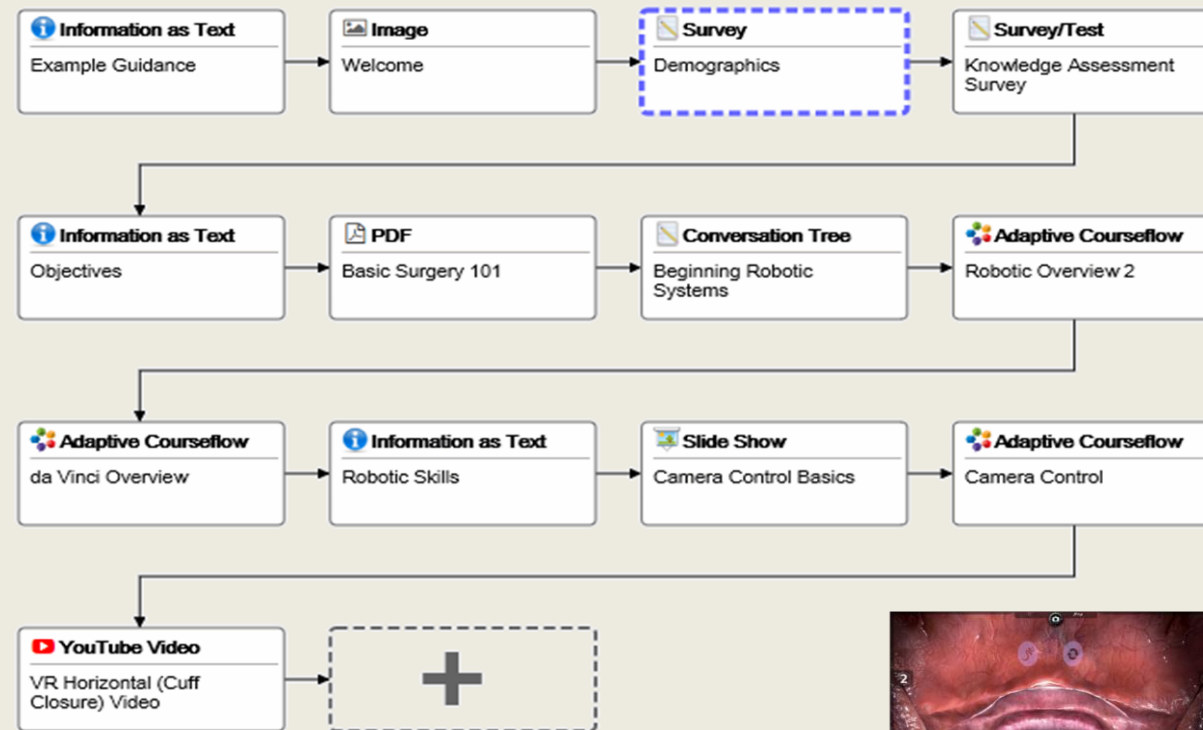 Information as Text
Example Guidance
Image
Welcome
Survey
Demographics
Survey/Test
Knowledge Assessment
Survey
Information as Text
Objectives
PDF
Basic Surgery 101
Conversation Tree
Beginning Robotic
Systems
Adaptive Courseflow
Robotic Overview 2
Adaptive Courseflow
da Vinci Overview
Information as Text
Robotic Skills
Slide Show
Camera Control Basics
Adaptive Courseflow
Camera Control
YouTube Video
VR Horizontal (Cuff
Closure) Video
2